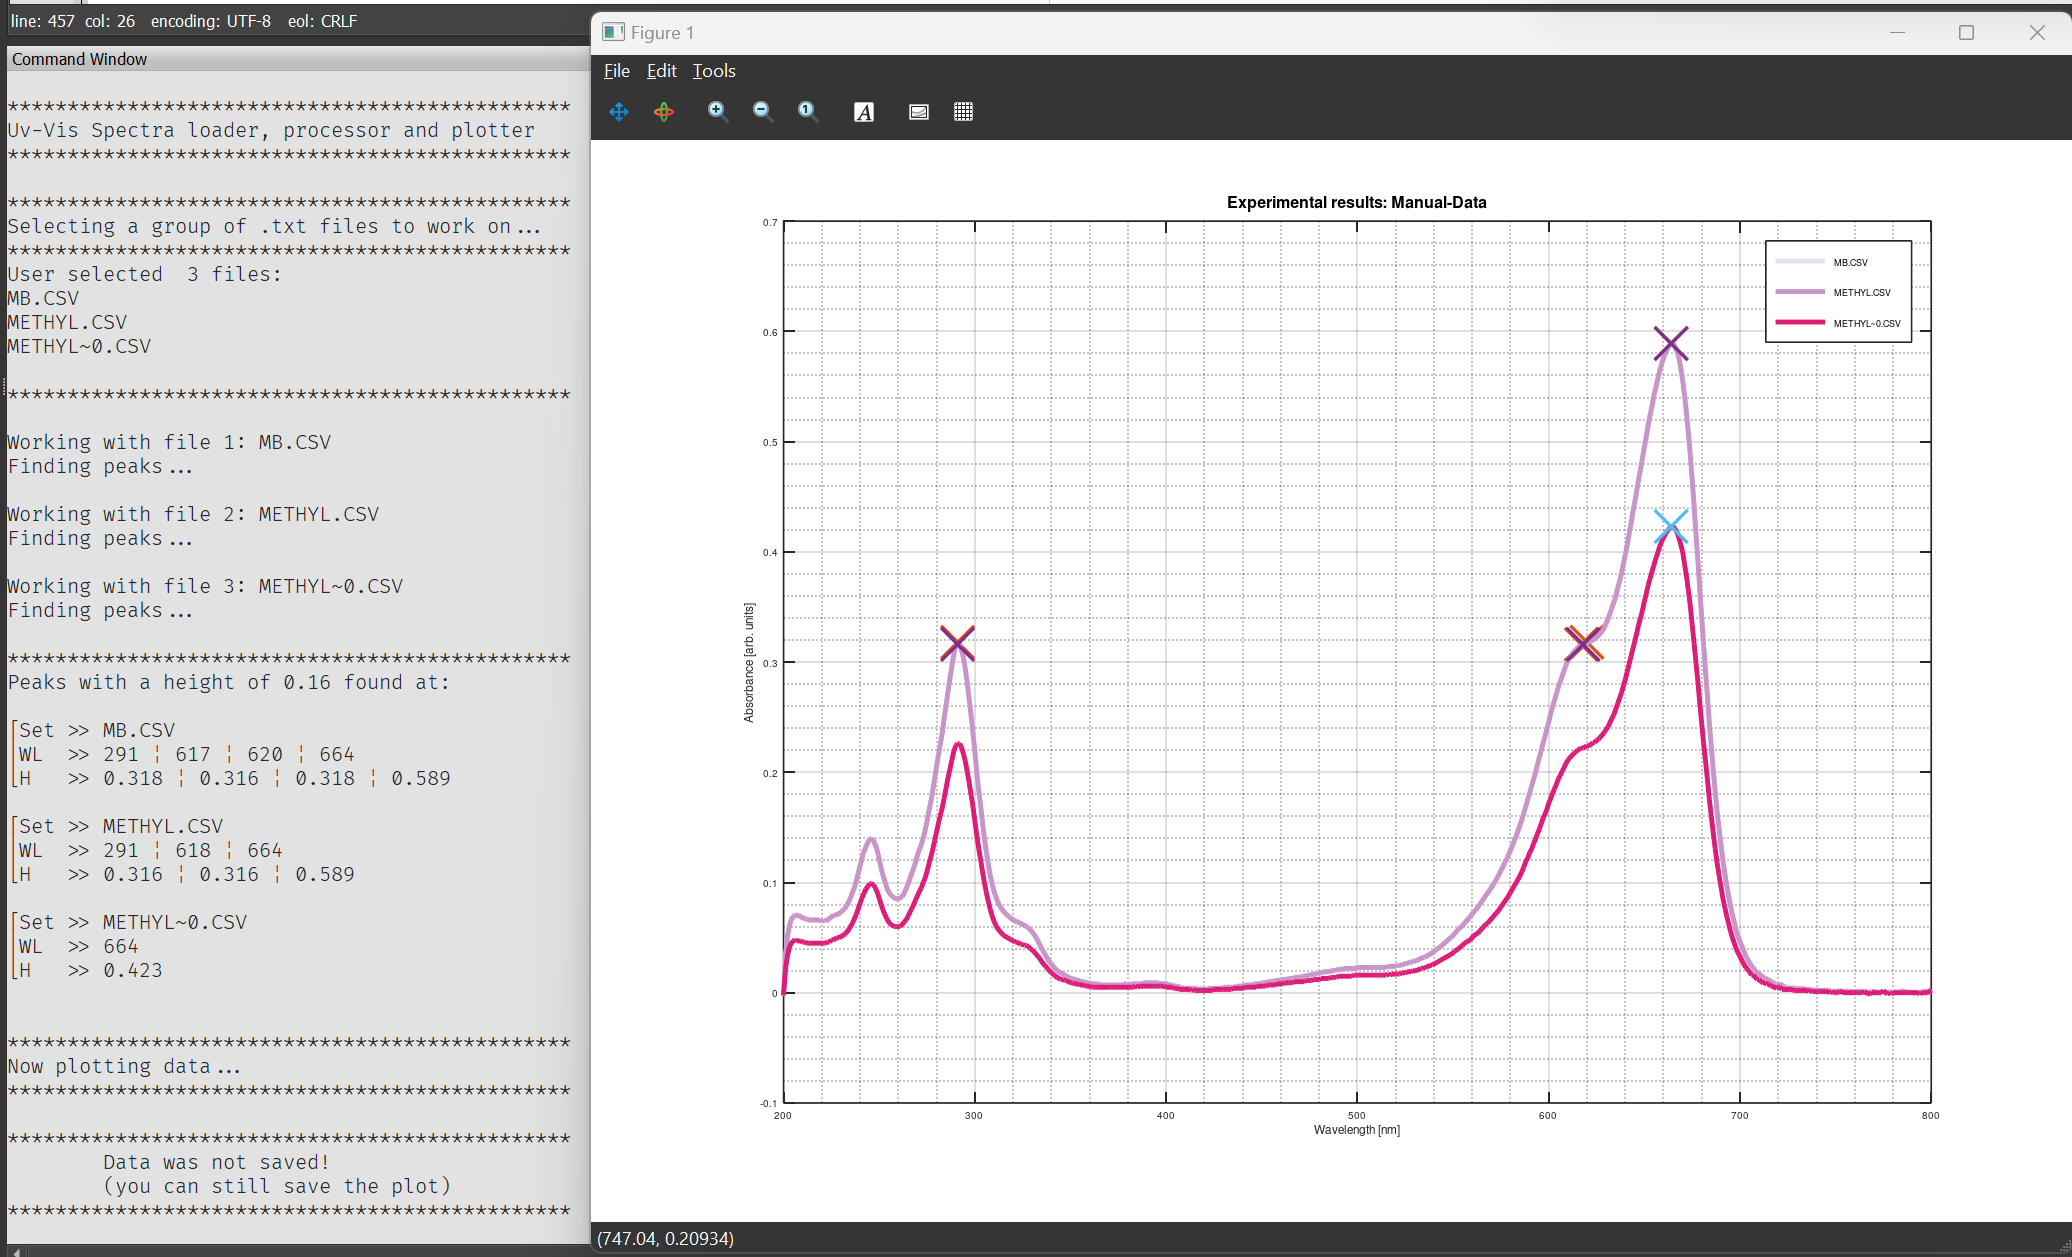 line: 457  col: 26   encoding: UTF-8   eol: CRLF
Command Window
***********************************************
Uv-Vis Spectra loader, processor and plotter
***********************************************
***********************************************
Selecting a group of .txt files to work on...
***********************************************
User selected  3 files:
MB.CSV
METHYL.CSV
METHYL~0.CSV
***********************************************
Working with file 1: MB.CSV
Finding peaks...
Working with file 2: METHYL.CSV
Finding peaks...
Working with file 3: METHYL~0.CSV
Finding peaks...
***********************************************
Peaks with a height of 0.16 found at:
⎡Set >> MB.CSV
⎢WL  >> 291 ¦ 617 ¦ 620 ¦ 664
⎣H   >> 0.318 ¦ 0.316 ¦ 0.318 ¦ 0.589
⎡Set >> METHYL.CSV
⎢WL  >> 291 ¦ 618 ¦ 664
⎣H   >> 0.316 ¦ 0.316 ¦ 0.589
⎡Set >> METHYL~0.CSV
⎢WL  >> 664
⎣H   >> 0.423
***********************************************
Now plotting data...
***********************************************
***********************************************
Data was not saved!
(you can still save the plot)
***********************************************
Figure 1
File Edit Tools
Experimental results: Manual-Data
0.7
0.6
0.5
0.4
0.3
0.2
0.1
0
-0.1
Absorbance [arb. units]
MB.CSV
METHYL.CSV
METHYL~0.CSV
200 300 400 500 600 700 800
Wavelength [nm]
(747.04, 0.20934)